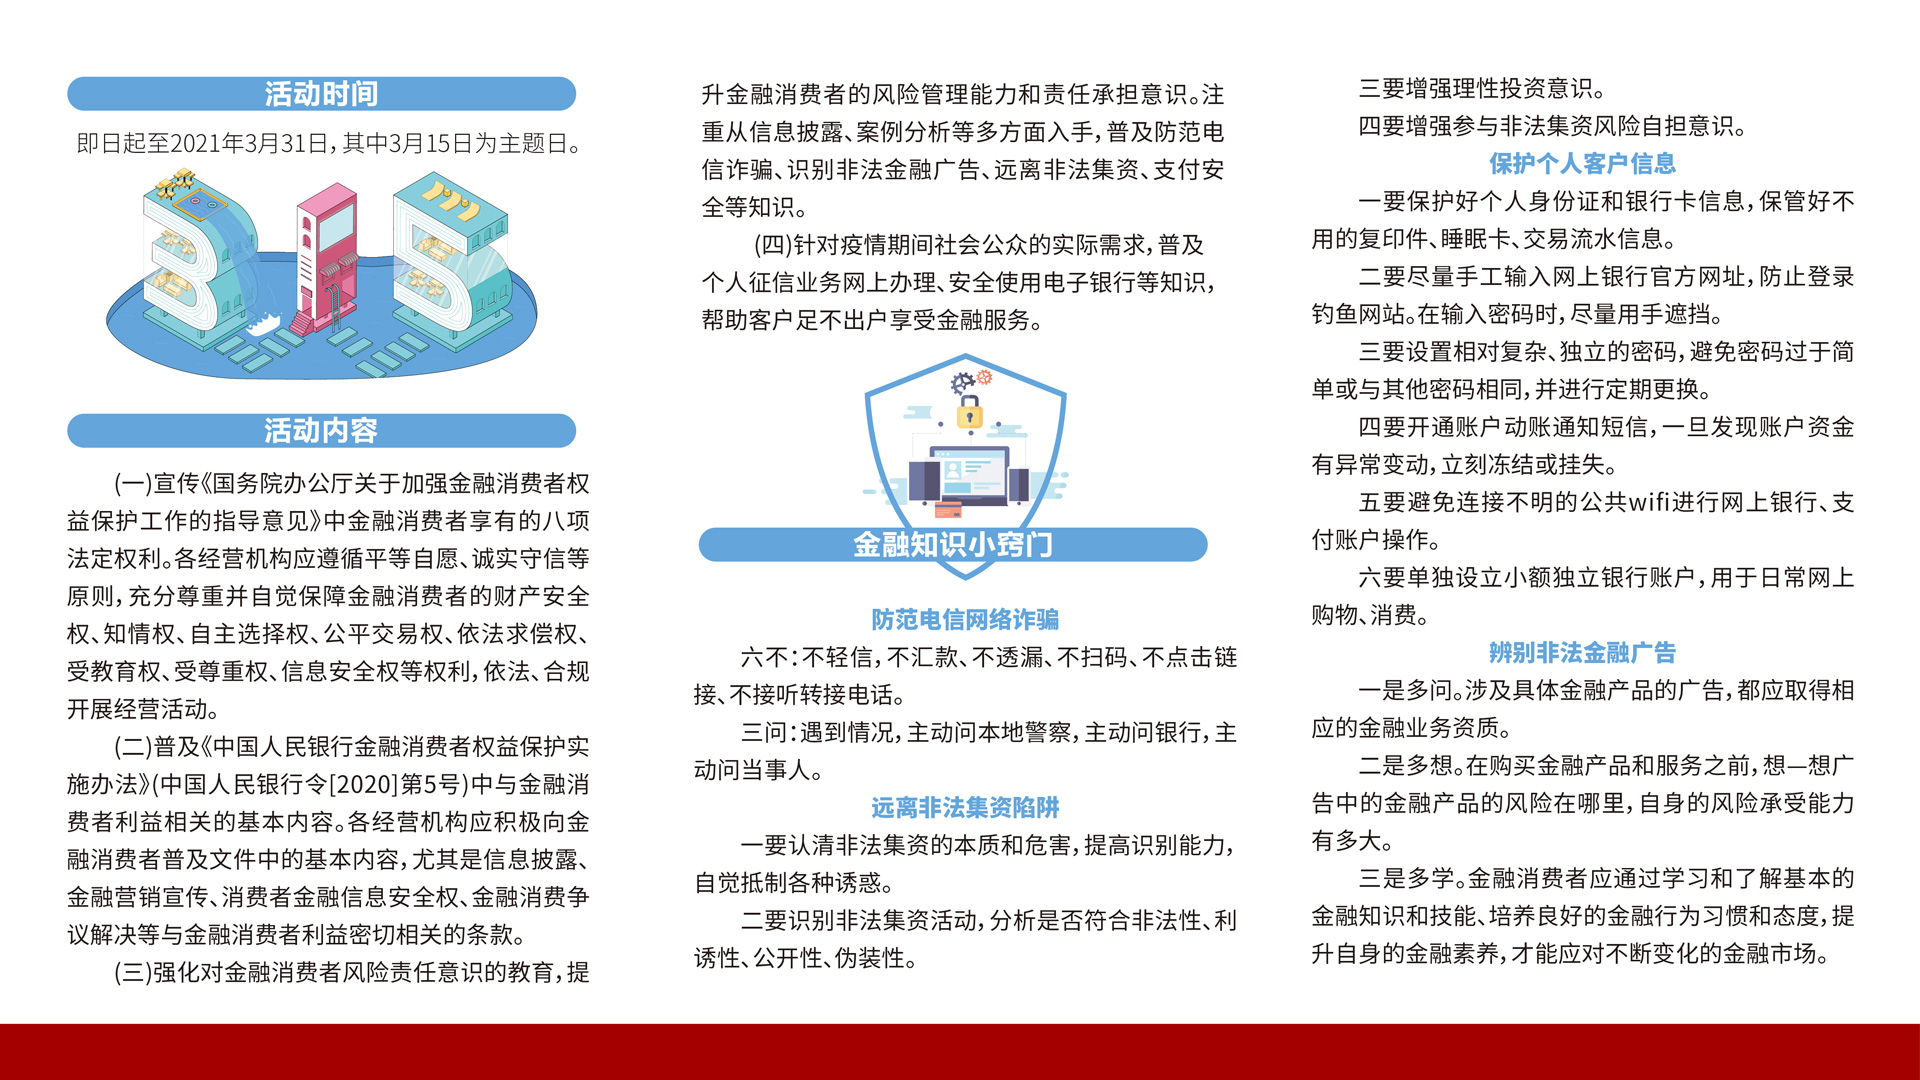 活动时间
即日起至2021年3月31日，其中3月15日为主题日。
315
活动内容
(一)宣传《国务院办公厅关于加强金融消费者权
益保护工作的指导意见》中金融消费者享有的八项
法定权利。各经营机构应遵循平等自愿、诚实守信等
原则，充分尊重并自觉保障金融消费者的财产安全
权、知情权、自主选择权、公平交易权、依法求偿权、
受教育权、受尊重权、信息安全权等权利，依法、合规
开展经营活动。
(二)普及《中国人民银行金融消费者权益保护实
施办法》(中国人民银行令[2020]第5号)中与金融消
费者利益相关的基本内容。各经营机构应积极向金
融消费者普及文件中的基本内容，尤其是信息披露、
金融营销宣传、消费者金融信息安全权、金融消费争
议解决等与金融消费者利益密切相关的条款。
(三)强化对金融消费者风险责任意识的教育，提
升金融消费者的风险管理能力和责任承担意识。注
重从信息披露、案例分析等多方面入手，普及防范电
信诈骗、识别非法金融广告、远离非法集资、支付安
全等知识。
(四)针对疫情期间社会公众的实际需求，普及
个人征信业务网上办理、安全使用电子银行等知识，
帮助客户足不出户享受金融服务。
金融知识小窍门
防范电信网络诈骗
六不：不轻信，不汇款、不透漏、不扫码、不点击链
接、不接听转接电话。
三问：遇到情况，主动问本地警察，主动问银行，主
动问当事人。
远离非法集资陷阱
一要认清非法集资的本质和危害，提高识别能力，
自觉抵制各种诱惑。
二要识别非法集资活动，分析是否符合非法性、利
诱性、公开性、伪装性。
三要增强理性投资意识。
四要增强参与非法集资风险自担意识。
保护个人客户信息
一要保护好个人身份证和银行卡信息，保管好不
用的复印件、睡眠卡、交易流水信息。
二要尽量手工输入网上银行官方网址，防止登录
钓鱼网站。在输入密码时，尽量用手遮挡。
三要设置相对复杂、独立的密码，避免密码过于简
单或与其他密码相同，并进行定期更换。
四要开通账户动账通知短信，一旦发现账户资金
有异常变动，立刻冻结或挂失。
五要避免连接不明的公共wifi进行网上银行、支
付账户操作。
六要单独设立小额独立银行账户，用于日常网上
购物、消费。
辨别非法金融广告
一是多问。涉及具体金融产品的广告，都应取得相
应的金融业务资质。
二是多想。在购买金融产品和服务之前，想—想广
告中的金融产品的风险在哪里，自身的风险承受能力
有多大。
三是多学。金融消费者应通过学习和了解基本的
金融知识和技能、培养良好的金融行为习惯和态度，提
升自身的金融素养，才能应对不断变化的金融市场。